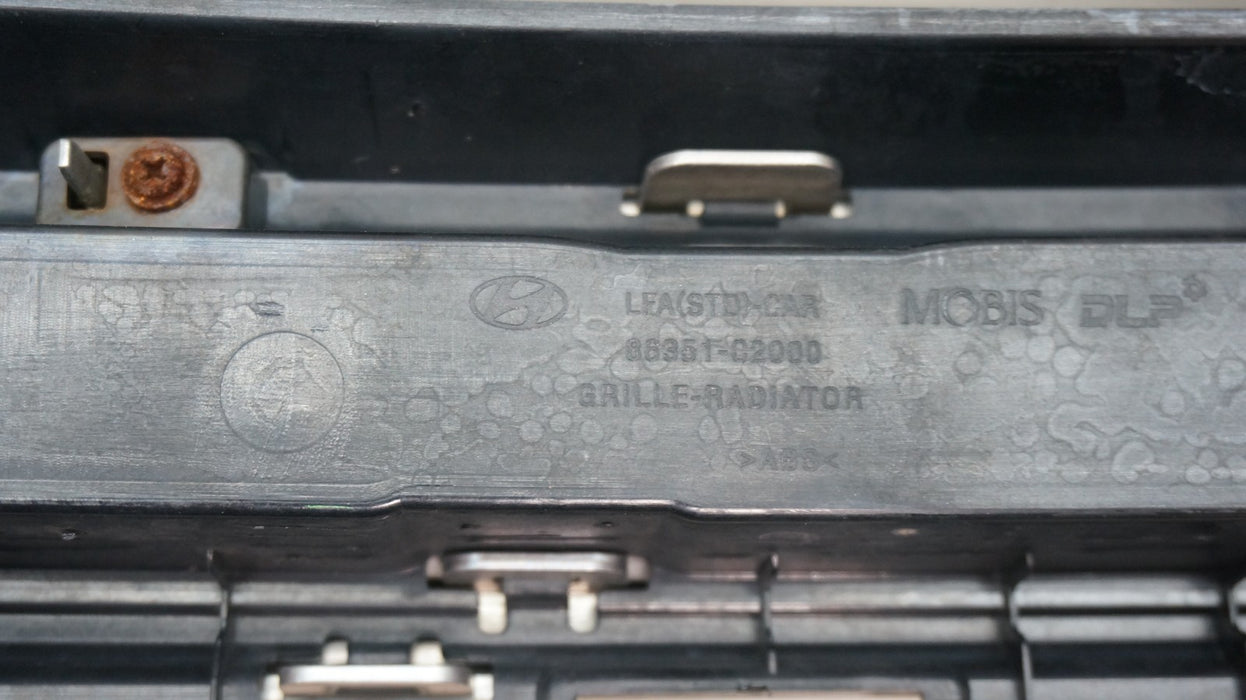 LFA(STD)-CAR
86351-C2000
GRILLE-RADIATOR
>ABS<
MOBIS DLP*